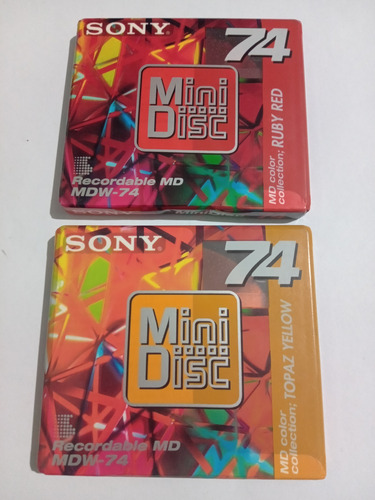 SONY
74
Mini
Disc
Recordable MD
MDW-74
MD color
collection; RUBY RED
SONY
74
Mini
Disc
Recordable MD
MDW-74
MD color
collection; TOPAZ YELLOW